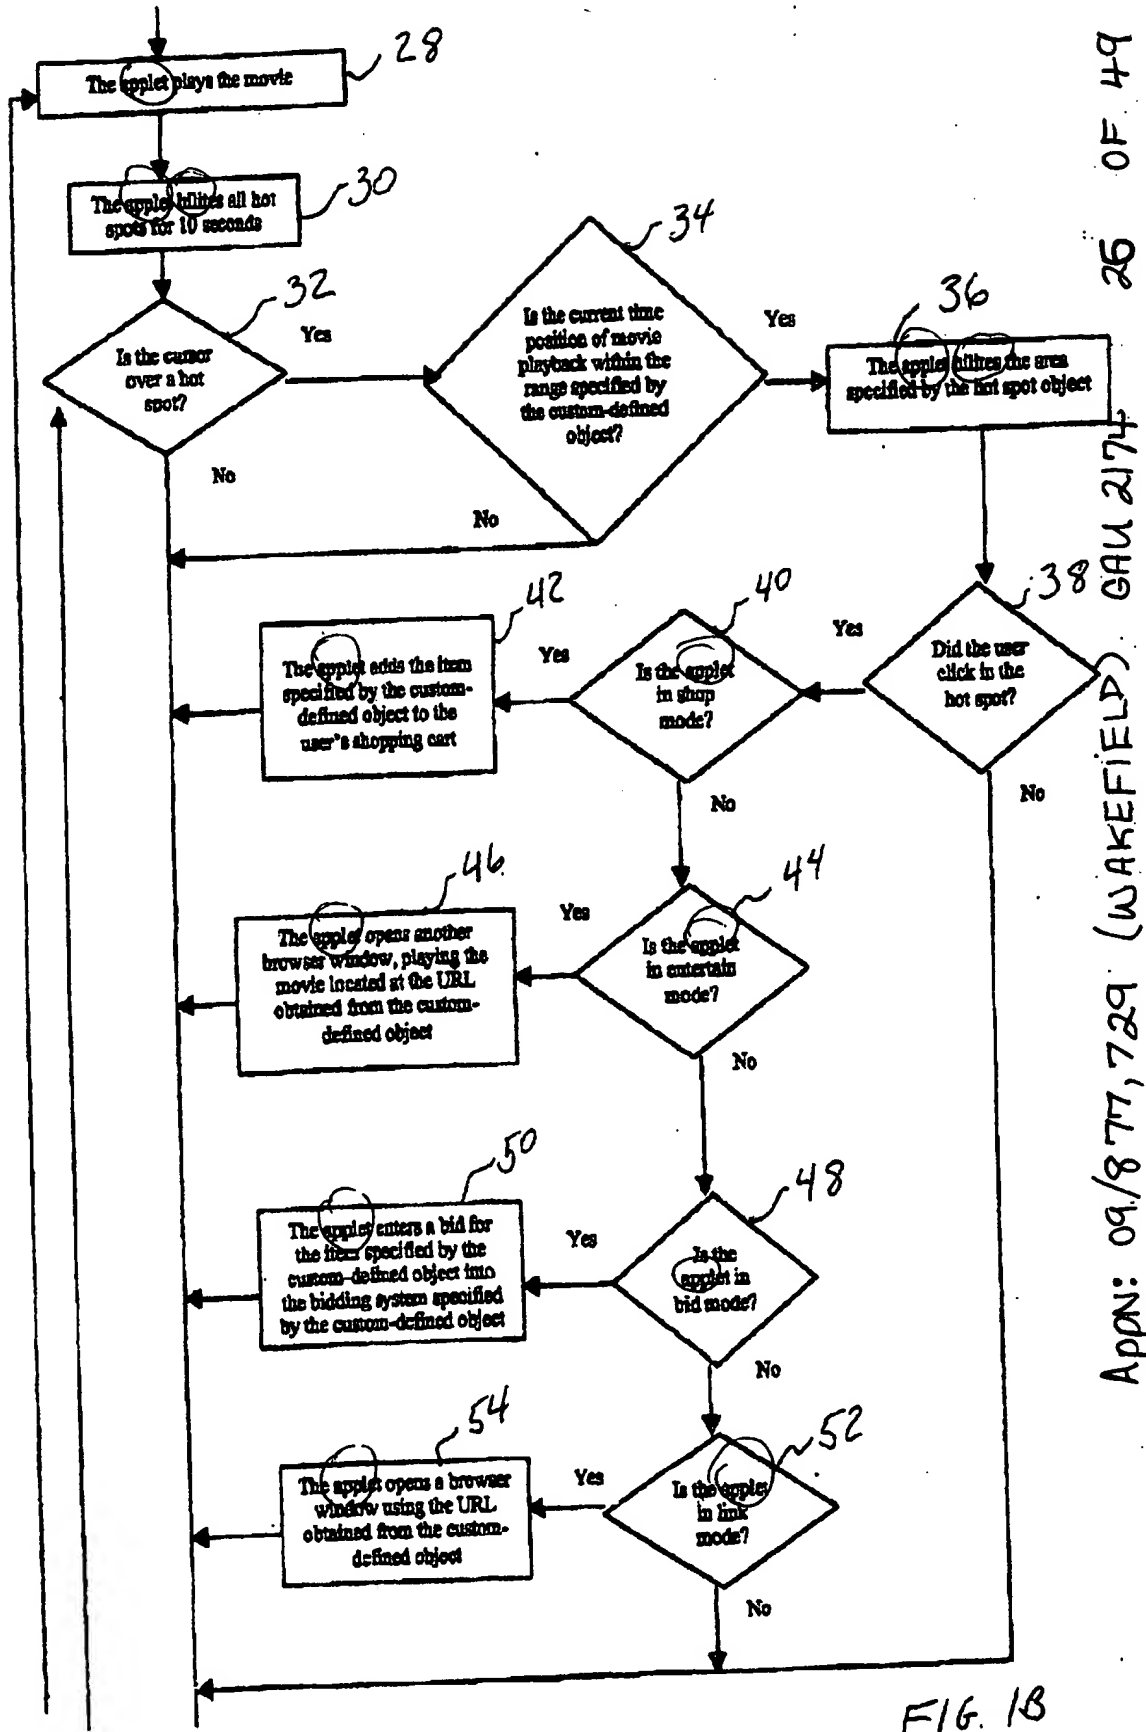 The applet plays the movie
28
The applet hilites all hot
spots for 10 seconds
30
Is the cursor
over a hot
spot?
32
Yes
No
Is the current time
position of movie
playback within the
range specified by
the custom-defined
object?
34
Yes
No
The applet hilites the area
specified by the hot spot object
36
Did the user
click in the
hot spot?
38
Yes
No
Is the applet
in shop
mode?
40
Yes
No
The applet adds the item
specified by the custom-
defined object to the
user's shopping cart
42
Is the applet
in entertain
mode?
44
Yes
No
The applet opens another
browser window, playing the
movie located at the URL
obtained from the custom-
defined object
46
Is the
applet in
bid mode?
48
Yes
No
The applet enters a bid for
the item specified by the
custom-defined object into
the bidding system specified
by the custom-defined object
50
Is the applet
in link
mode?
52
Yes
No
The applet opens a browser
window using the URL
obtained from the custom-
defined object
54
FIG. 1B
APPN: 09/877,729 (WAKEFIELD) GAU 2174 26 OF 49